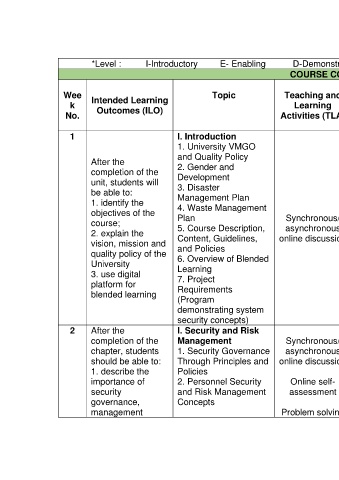 *Level : I-Introductory E- Enabling
COURSE
Wee
k
No.
Intended Learning
Outcomes (ILO)
Topic
Teaching and
Learning
Activities
1
After the
completion of the
unit, students will
be able to:
1. identify the
objectives of the
course;
2. explain the
vision, mission and
quality policy of the
University
3. use digital
platform for
blended learning
I. Introduction
1. University VMGO
and Quality Policy
2. Gender and
Development
3. Disaster
Management Plan
4. Waste Management
Plan
5. Course Description,
Content, Guidelines,
and Policies
6. Overview of Blended
Learning
7. Project
Requirements
(Program
demonstrating system
security concepts)
Synchronous/
asynchronous
online
2
After the
completion of the
chapter, students
should be able to:
1. describe the
importance of
security
governance,
management
I. Security and Risk
Management
1. Security Governance
Through Principles and
Policies
2. Personnel Security
and Risk Management
Concepts
Synchronous/
asynchronous
online
Online self-
assessment
Problem